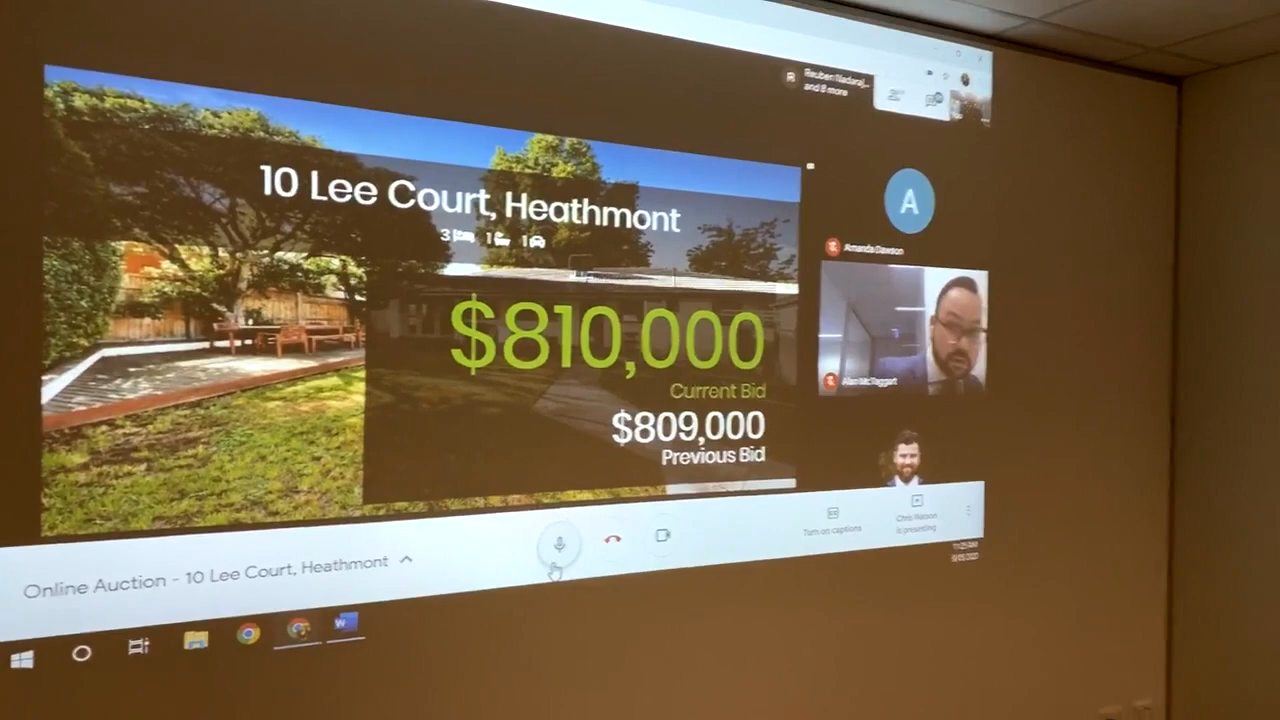 Reuben Nadaraj...
and 8 more
10 Lee Court, Heathmont
3 1 1
A
Amanda Dawson
$810,000
Current Bid
$809,000
Previous Bid
Alan McTaggart
Turn on captions
Chris Watson
is presenting
Online Auction - 10 Lee Court, Heathmont
W